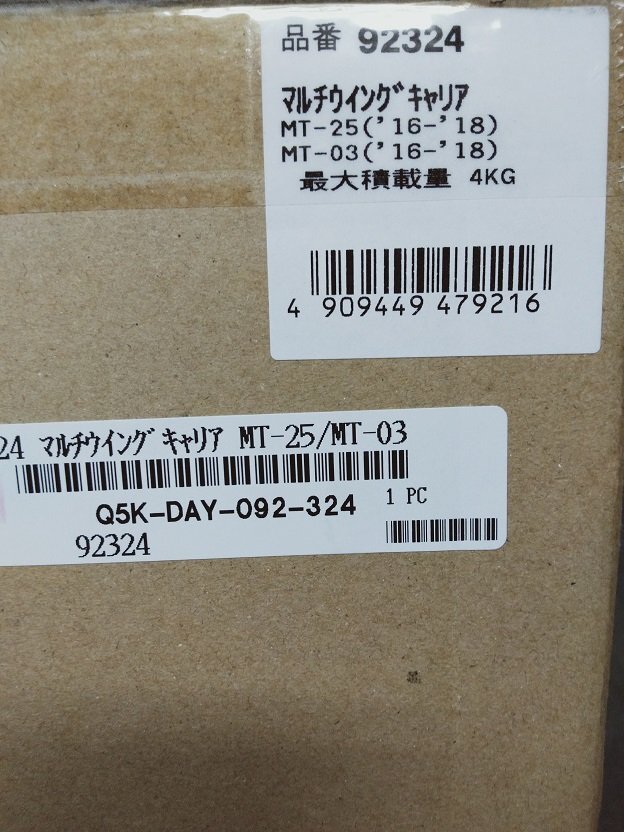 品番 92324
マルチウイングキャリア
MT-25('16-'18)
MT-03('16-'18)
最大積載量 4KG
4 909449 479216
24 マルチウイングキャリア MT-25/MT-03
Q5K-DAY-092-324
1 PC
92324